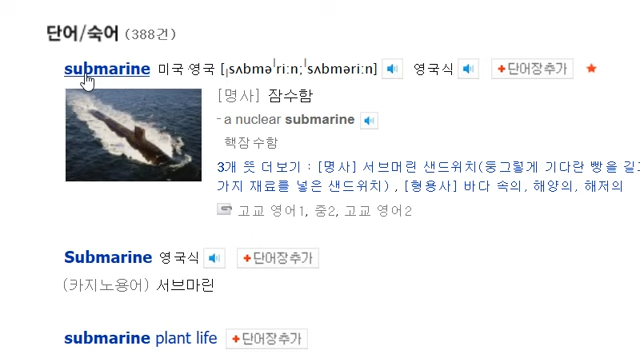 단어/숙어 (388건)
submarine 미국 영국 [ˌsʌbməˈriːn;ˈsʌbməriːn] 영국식 +단어장추가
[명사] 잠수함
- a nuclear submarine
핵잠수함
3개 뜻 더보기 : [명사] 서브머린 샌드위치(둥그렇게 기다란 빵을 길
가지 재료를 넣은 샌드위치) , [형용사] 바다 속의, 해양의, 해저의
고교 영어1, 중2, 고교 영어2
Submarine 영국식 +단어장추가
(카지노용어) 서브마린
submarine plant life +단어장추가